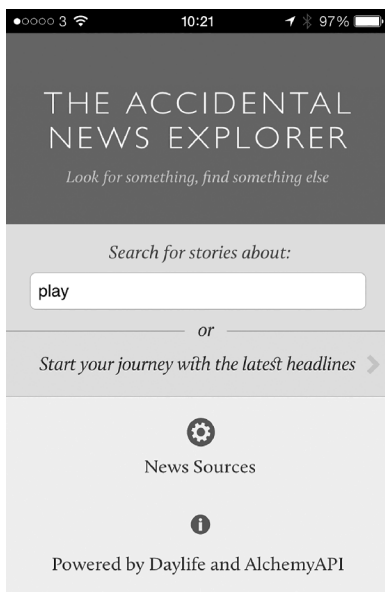 3 10:21 97%
THE ACCIDENTAL
NEWS EXPLORER
Look for something, find something else
Search for stories about:
play
or
Start your journey with the latest headlines
News Sources
i
Powered by Daylife and AlchemyAPI